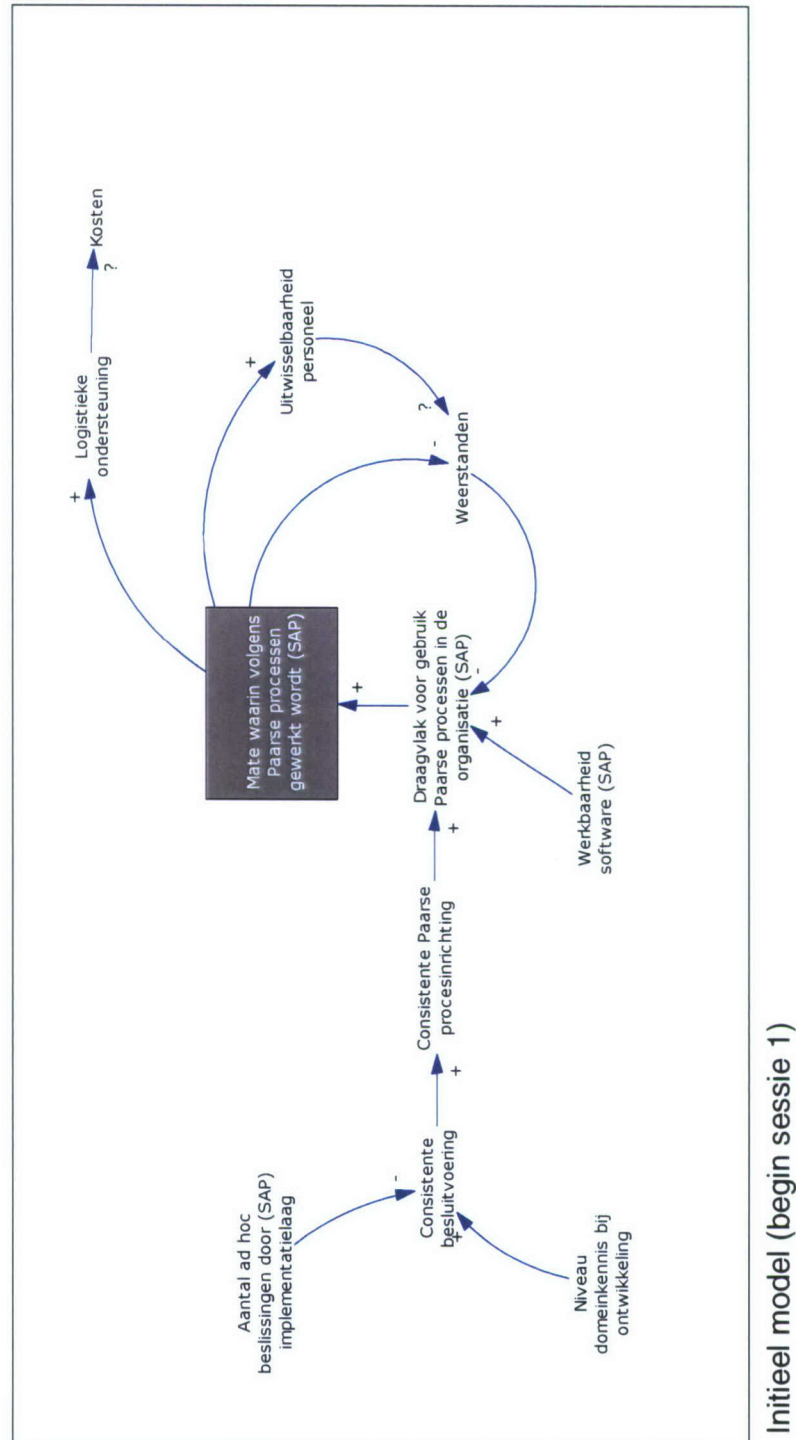 Aantal ad hoc
beslissingen door (SAP)
implementatielaag
-
Consistente
besluitvoering
+
Niveau
domeinkennis bij
ontwikkeling
+
Consistente Paarse
procesinrichting
+
Draagvlak voor gebruik
Paarse processen in de
organisatie (SAP)
-
+
Werkbaarheid
software (SAP)
+
Mate waarin volgens
Paarse processen
gewerkt wordt (SAP)
+
Logistieke
ondersteuning
?
Kosten
+
Uitwisselbaarheid
personeel
?
-
Weerstanden
Initieel model (begin sessie 1)